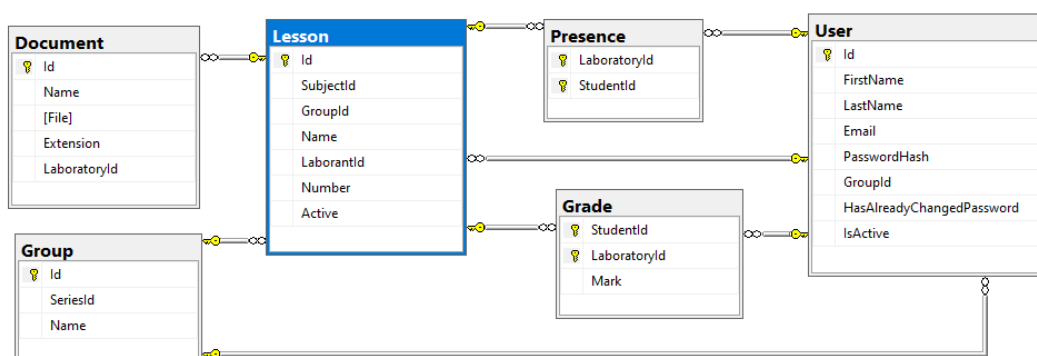 Document
Id
Name
[File]
Extension
LaboratoryId
Lesson
Id
SubjectId
GroupId
Name
LaborantId
Number
Active
Presence
LaboratoryId
StudentId
User
Id
FirstName
LastName
Email
PasswordHash
GroupId
HasAlreadyChangedPassword
IsActive
Grade
StudentId
LaboratoryId
Mark
Group
Id
SeriesId
Name